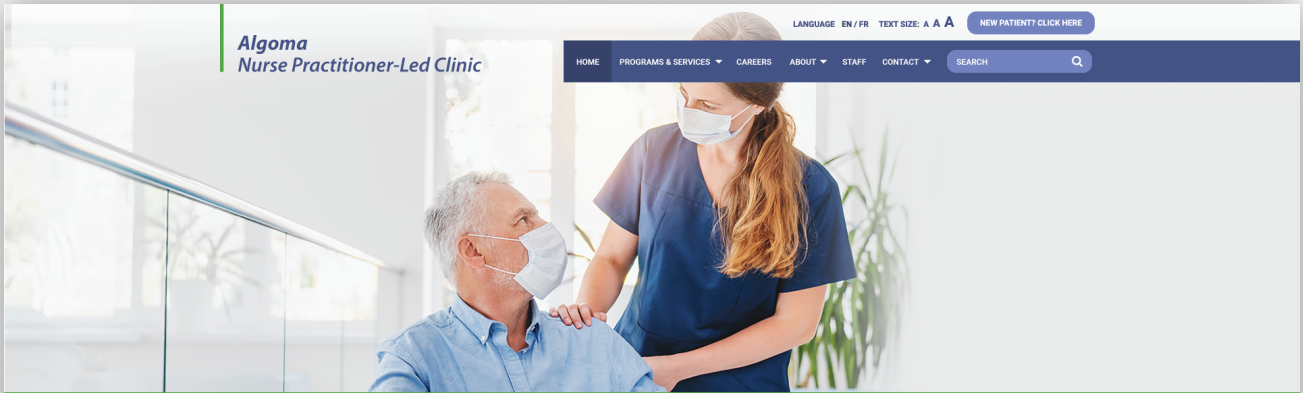 LANGUAGE EN / FR TEXT SIZE: A A A NEW PATIENT? CLICK HERE
Algoma
Nurse Practitioner-Led Clinic
HOME PROGRAMS & SERVICES CAREERS ABOUT STAFF CONTACT SEARCH